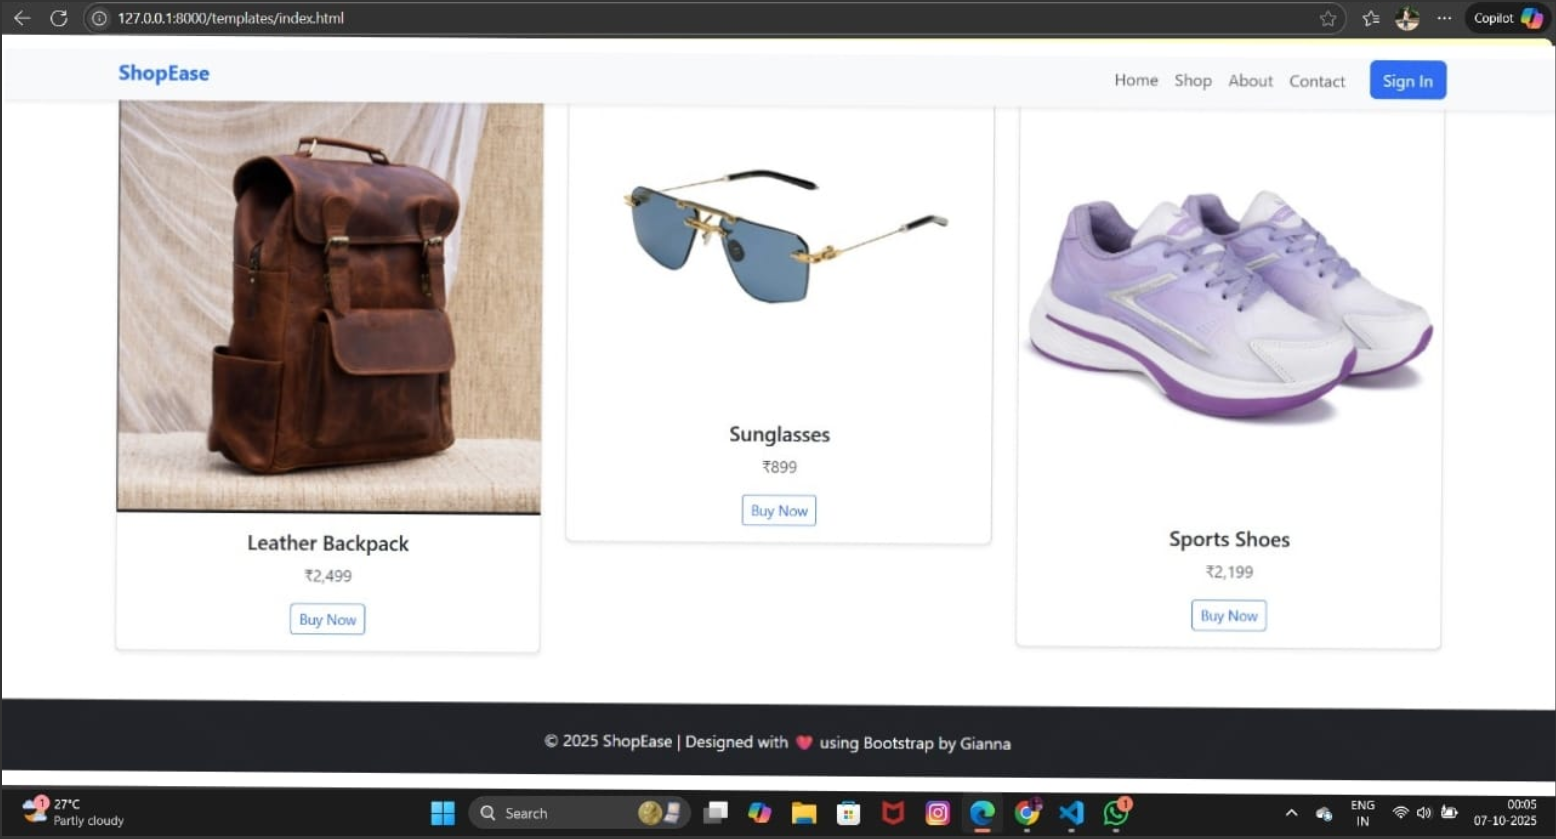 127.0.0.1:8000/templates/index.html
Copilot
ShopEase
Home Shop About Contact Sign In
Leather Backpack
₹2,499
Buy Now
Sunglasses
₹899
Buy Now
Sports Shoes
₹2,199
Buy Now
© 2025 ShopEase | Designed with ❤ using Bootstrap by Gianna
1
27°C
Partly cloudy
Search
1
ENG
IN
00:05
07-10-2025